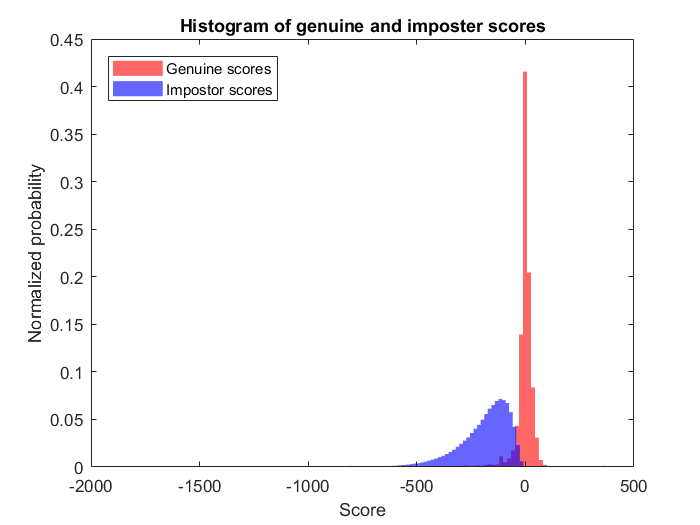 Histogram of genuine and imposter scores
Genuine scores
Impostor scores
Normalized probability
0.45
0.4
0.35
0.3
0.25
0.2
0.15
0.1
0.05
0
-2000 -1500 -1000 -500 0 500
Score